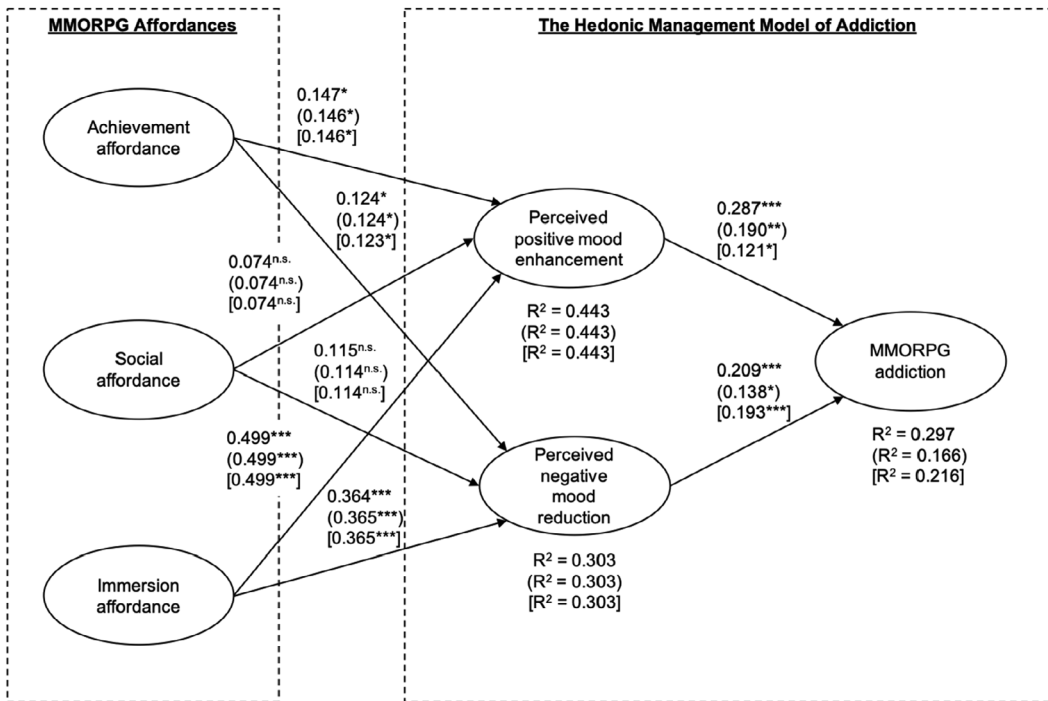 MMORPG Affordances
The Hedonic Management Model of Addiction
Achievement
affordance
0.147*
(0.146*)
[0.146*]
0.124*
(0.124*)
[0.123*]
Perceived
positive mood
enhancement
R² = 0.443
(R² = 0.443)
[R² = 0.443]
0.287***
(0.190**)
[0.121*]
0.074ⁿ·ˢ·
(0.074ⁿ·ˢ·)
[0.074ⁿ·ˢ·]
Social
affordance
0.115ⁿ·ˢ·
(0.114ⁿ·ˢ·)
[0.114ⁿ·ˢ·]
MMORPG
addiction
R² = 0.297
(R² = 0.166)
[R² = 0.216]
0.209***
(0.138*)
[0.193***]
0.499***
(0.499***)
[0.499***]
Perceived
negative
mood
reduction
R² = 0.303
(R² = 0.303)
[R² = 0.303]
0.364***
(0.365***)
[0.365***]
Immersion
affordance